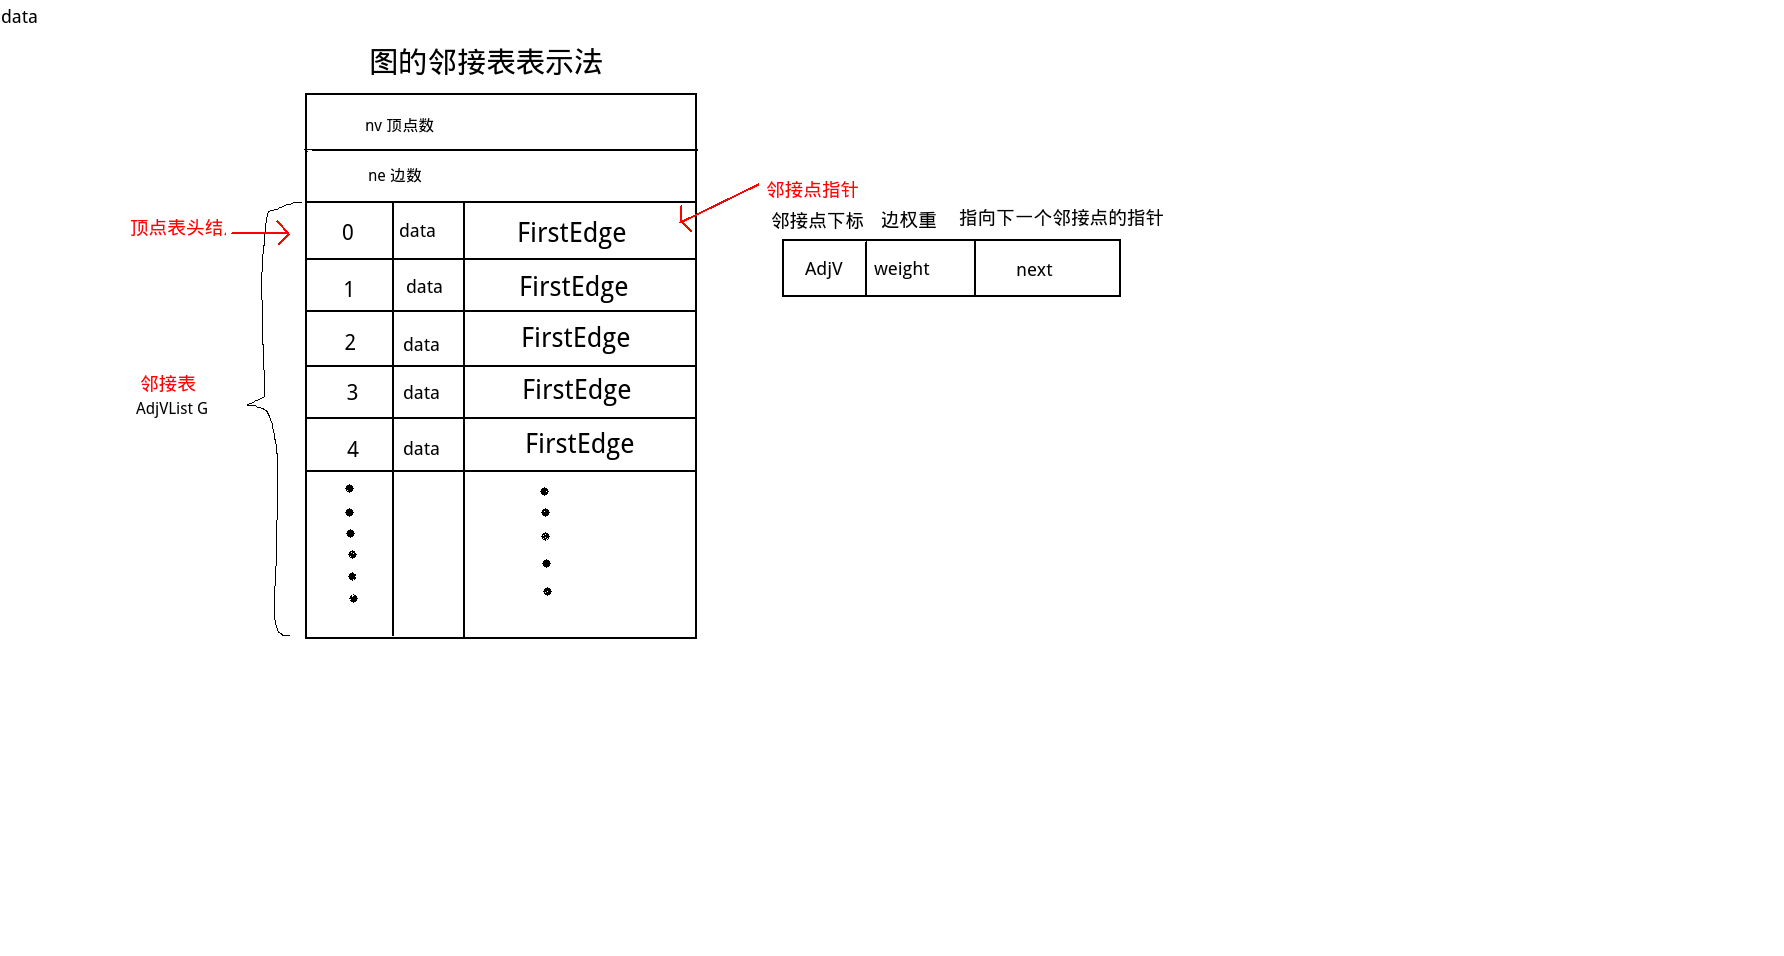 data
图的邻接表表示法
nv 顶点数
ne 边数
邻接点指针
顶点表头结
0 data FirstEdge
邻接点下标 边权重 指向下一个邻接点的指针
AdjV weight next
1 data FirstEdge
2 data FirstEdge
3 data FirstEdge
邻接表
AdjVList G
4 data FirstEdge